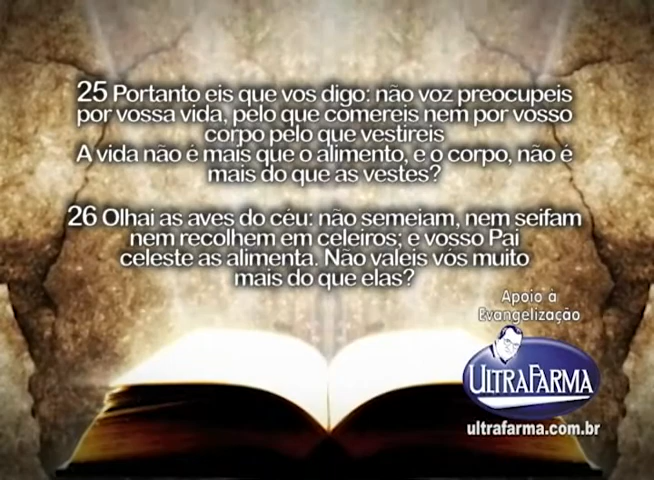 25 Portanto eis que vos digo: não voz preocupeis
por vossa vida, pelo que comereis nem por vosso
corpo pelo que vestireis
A vida não é mais que o alimento, e o corpo, não é
mais do que as vestes?
26 Olhai as aves do céu: não semeiam, nem seifam
nem recolhem em celeiros; e vosso Pai
celeste as alimenta. Não valeis vós muito
mais do que elas?
Apoio à
Evangelização
ULTRAFARMA
ultrafarma.com.br